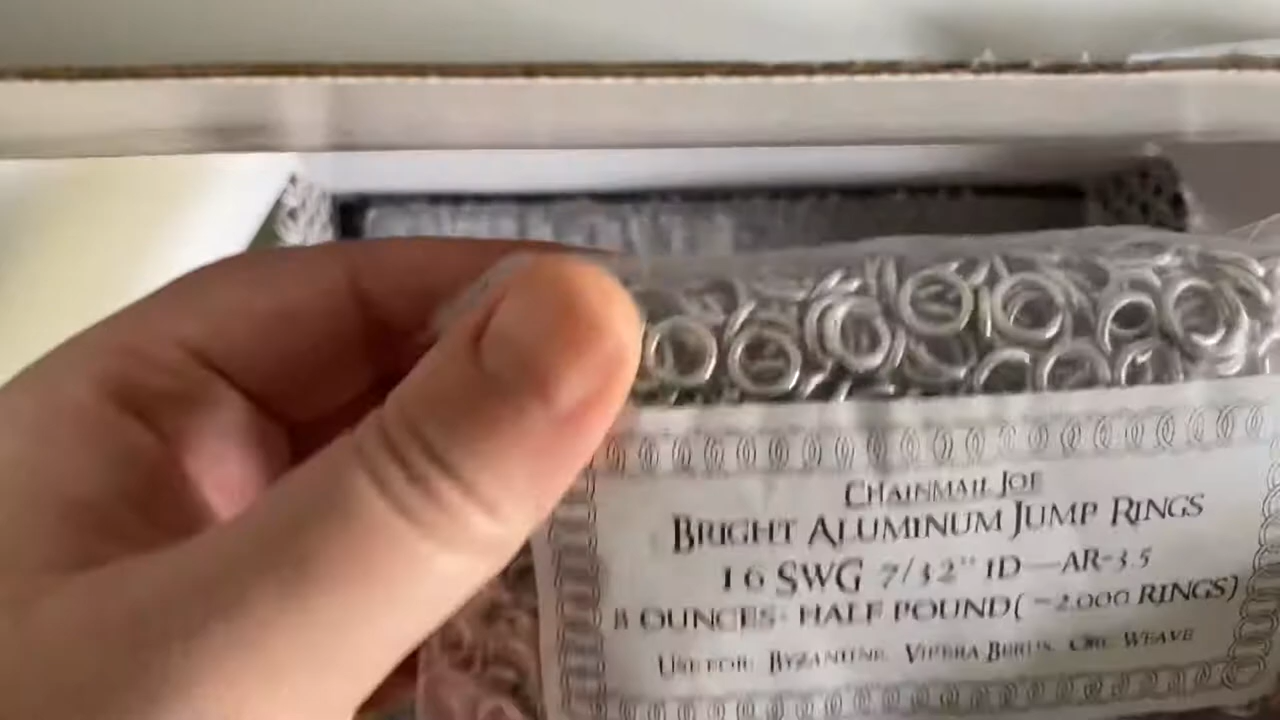 CHAINMAIL JOE
BRIGHT ALUMINUM JUMP RINGS
16 SWG 7/32" ID—AR-3.5
8 OUNCES- HALF POUND( ~2,000 RINGS)
USE FOR: BYZANTINE, VIPERA BERUS, ORC WEAVE